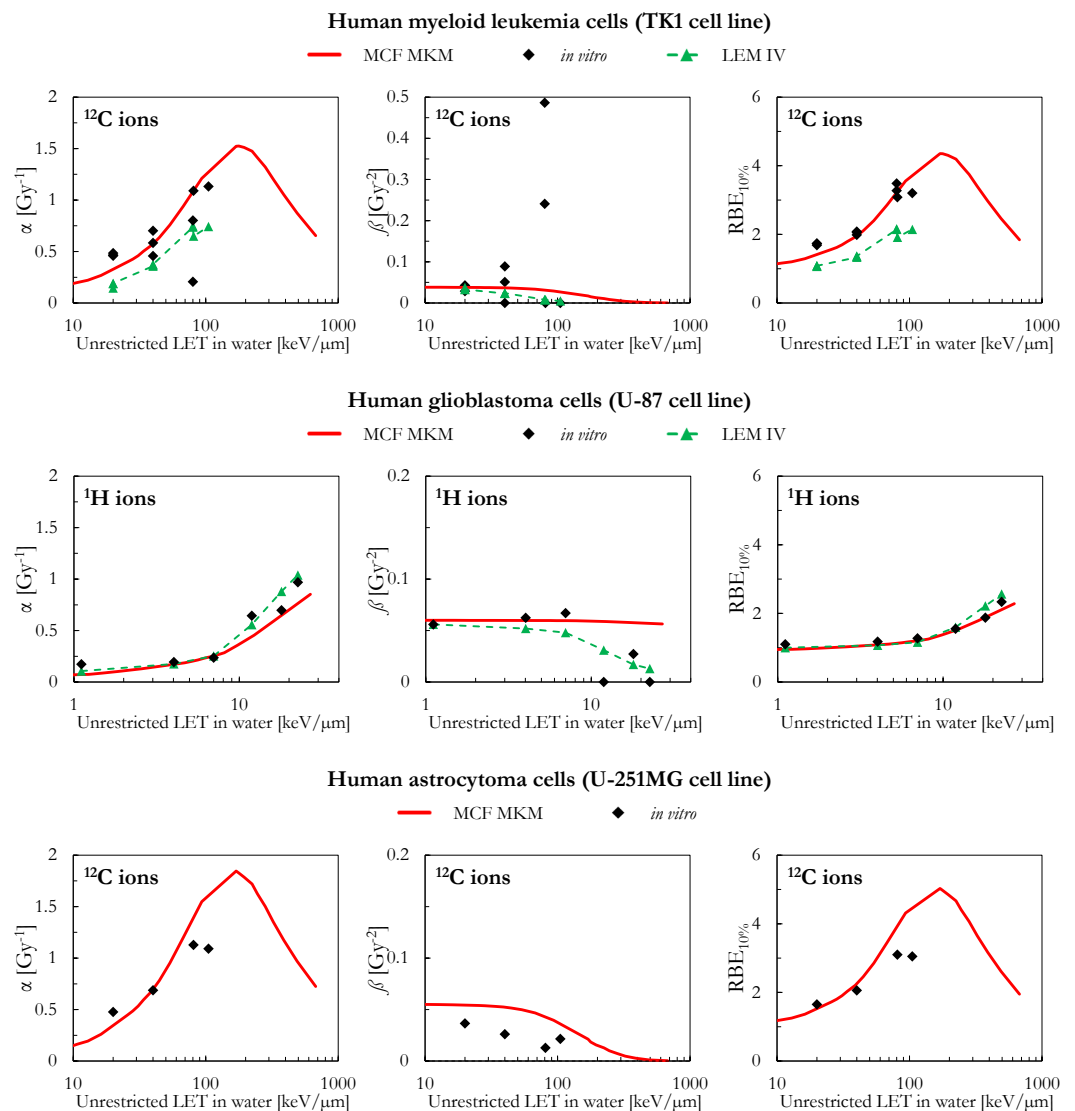 Human myeloid leukemia cells (TK1 cell line)
MCF MKM in vitro LEM IV
2
1.5
1
0.5
0
α [Gy⁻¹]
¹²C ions
10 100 1000
Unrestricted LET in water [keV/μm]
0.5
0.4
0.3
0.2
0.1
0
β [Gy⁻²]
¹²C ions
10 100 1000
Unrestricted LET in water [keV/μm]
6
4
2
0
RBE₁₀%
¹²C ions
10 100 1000
Unrestricted LET in water [keV/μm]
Human glioblastoma cells (U-87 cell line)
MCF MKM in vitro LEM IV
2
1.5
1
0.5
0
α [Gy⁻¹]
¹H ions
1 10
Unrestricted LET in water [keV/μm]
0.2
0.1
0
β [Gy⁻²]
¹H ions
1 10
Unrestricted LET in water [keV/μm]
6
4
2
0
RBE₁₀%
¹H ions
1 10
Unrestricted LET in water [keV/μm]
Human astrocytoma cells (U-251MG cell line)
MCF MKM in vitro
2
1.5
1
0.5
0
α [Gy⁻¹]
¹²C ions
10 100 1000
Unrestricted LET in water [keV/μm]
0.2
0.1
0
β [Gy⁻²]
¹²C ions
10 100 1000
Unrestricted LET in water [keV/μm]
6
4
2
0
RBE₁₀%
¹²C ions
10 100 1000
Unrestricted LET in water [keV/μm]